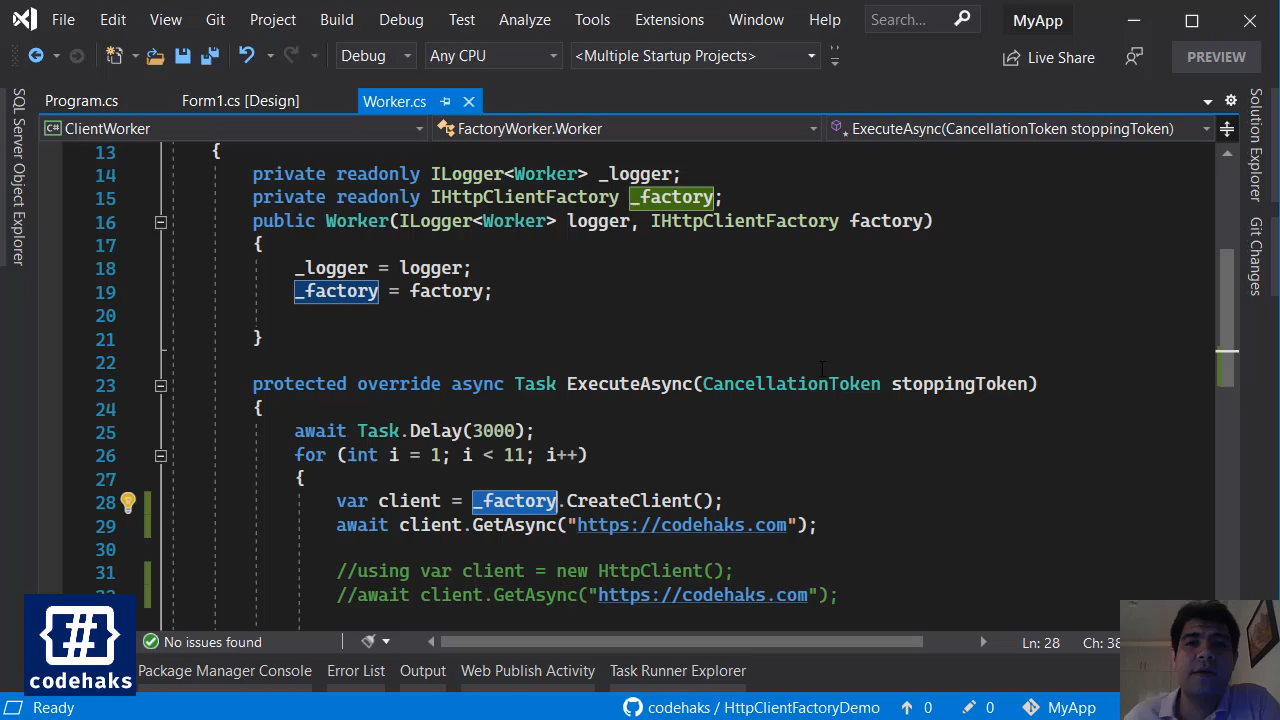 File Edit View Git Project Build Debug Test Analyze Tools Extensions Window Help Search... MyApp
Debug Any CPU <Multiple Startup Projects> Live Share PREVIEW
Program.cs Form1.cs [Design] Worker.cs
ClientWorker FactoryWorker.Worker ExecuteAsync(CancellationToken stoppingToken)
SQL Server Object Explorer
Solution Explorer
Git Changes
13 {
14 private readonly ILogger<Worker> _logger;
15 private readonly IHttpClientFactory _factory;
16 public Worker(ILogger<Worker> logger, IHttpClientFactory factory)
17 {
18 _logger = logger;
19 _factory = factory;
20
21 }
22
23 protected override async Task ExecuteAsync(CancellationToken stoppingToken)
24 {
25 await Task.Delay(3000);
26 for (int i = 1; i < 11; i++)
27 {
28 var client = _factory.CreateClient();
29 await client.GetAsync("https://codehaks.com");
30
31 //using var client = new HttpClient();
//await client.GetAsync("https://codehaks.com");
No issues found Ln: 28 Ch: 38
Package Manager Console Error List Output Web Publish Activity Task Runner Explorer
{#}
codehaks
Ready codehaks / HttpClientFactoryDemo 0 0 MyApp